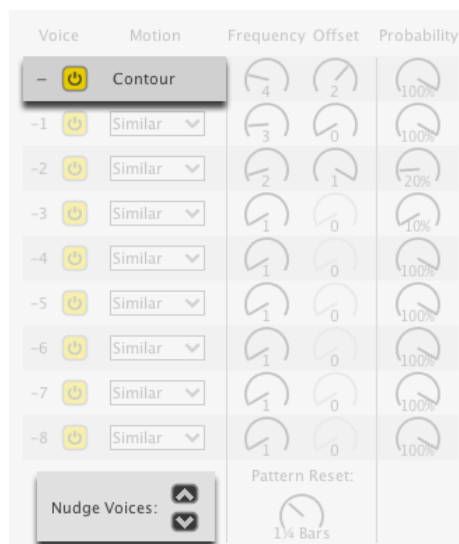 Voice Motion Frequency Offset Probability
– Contour 4 2 100%
–1 Similar 3 0 100%
–2 Similar 2 1 20%
–3 Similar 1 0 10%
–4 Similar 1 0 100%
–5 Similar 1 0 100%
–6 Similar 1 0 100%
–7 Similar 1 0 100%
–8 Similar 1 0 100%
Pattern Reset:
Nudge Voices:
1¼ Bars